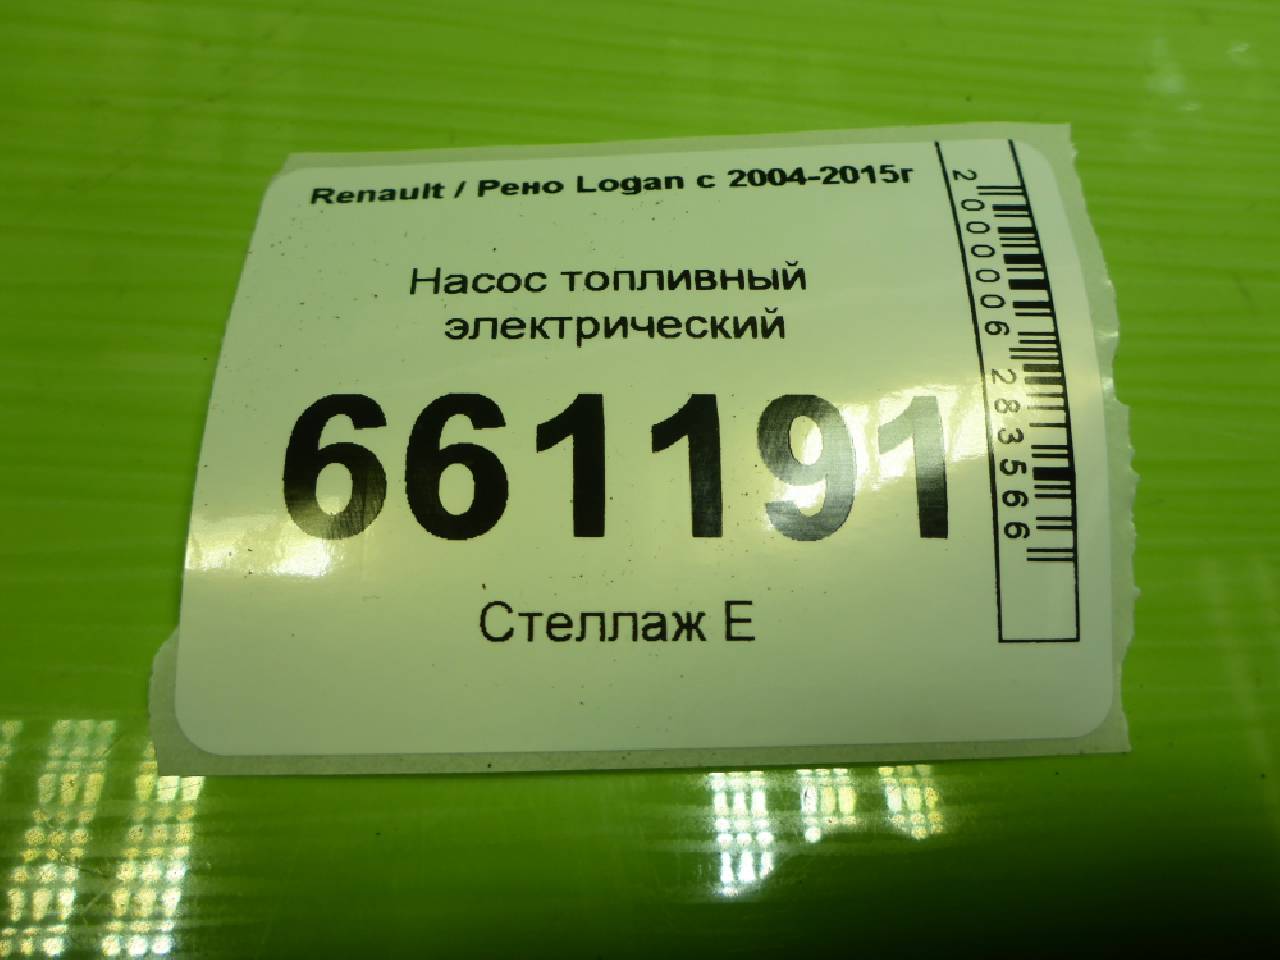 Renault / Рено Logan с 2004-2015г
Насос топливный
электрический
661191
Стеллаж Е
2000006283566